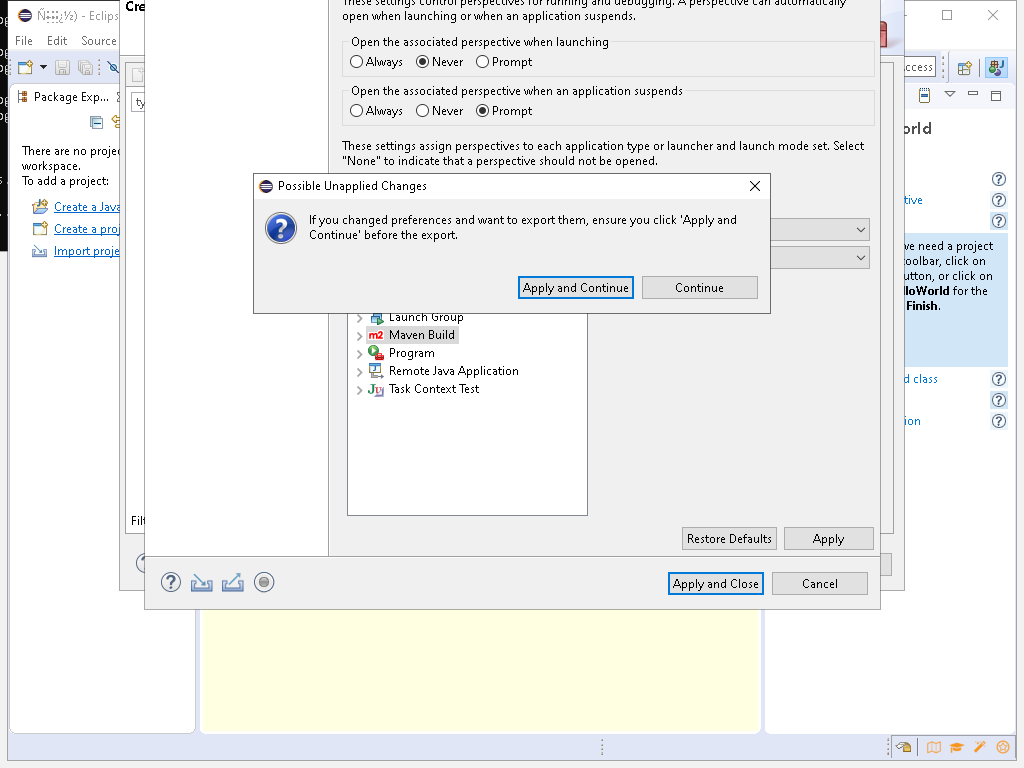 These settings control perspectives for running and debugging. A perspective can automatically
open when launching or when an application suspends.
Cre
- Eclips
File Edit Source
Open the associated perspective when launching
Always Never Prompt
ccess
Package Exp...
Open the associated perspective when an application suspends
Always Never Prompt
ty
orld
There are no proje
workspace.
To add a project:
Create a Java
Create a proj
Import proje
These settings assign perspectives to each application type or launcher and launch mode set. Select
"None" to indicate that a perspective should not be opened.
Possible Unapplied Changes
If you changed preferences and want to export them, ensure you click 'Apply and
Continue' before the export.
Apply and Continue
Continue
tive
ve need a project
toolbar, click on
utton, or click on
lloWorld for the
Finish.
d class
ion
Launch Group
m2 Maven Build
Program
Remote Java Application
Ju Task Context Test
Filt
Restore Defaults
Apply
Apply and Close
Cancel